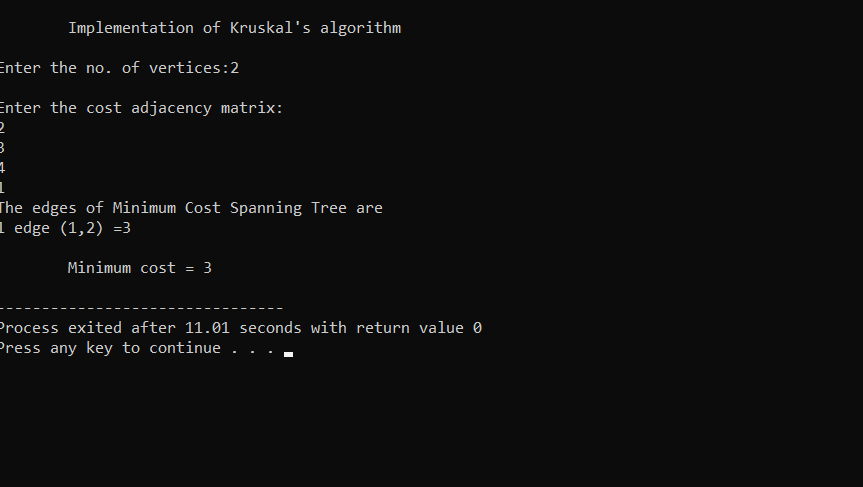 Implementation of Kruskal's algorithm
Enter the no. of vertices:2
Enter the cost adjacency matrix:
2
3
4
1
The edges of Minimum Cost Spanning Tree are
1 edge (1,2) =3
Minimum cost = 3
--------------------------------
Process exited after 11.01 seconds with return value 0
Press any key to continue . . .